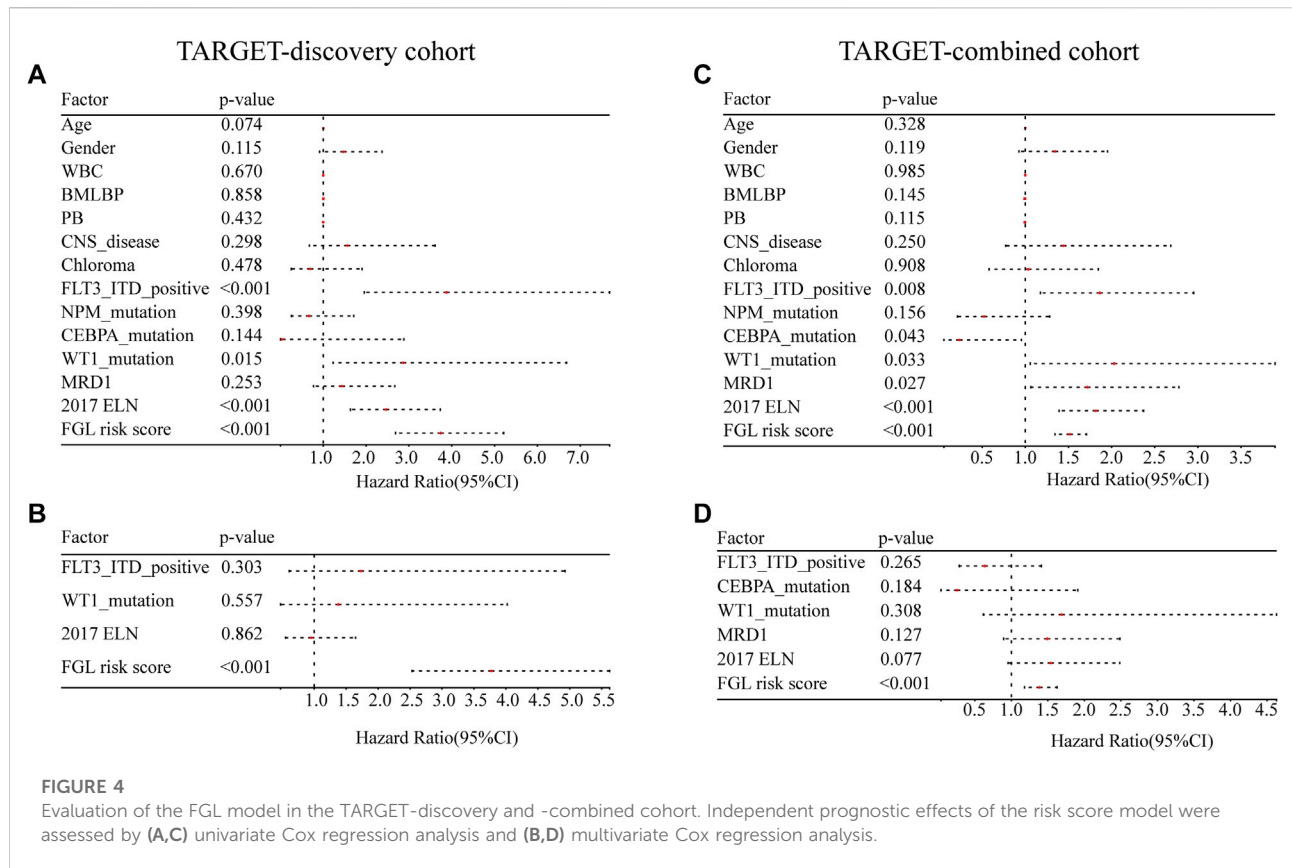 TARGET-discovery cohort
A
Factor p-value
Age 0.074
Gender 0.115
WBC 0.670
BMLBP 0.858
PB 0.432
CNS_disease 0.298
Chloroma 0.478
FLT3_ITD_positive <0.001
NPM_mutation 0.398
CEBPA_mutation 0.144
WT1_mutation 0.015
MRD1 0.253
2017 ELN <0.001
FGL risk score <0.001
1.0 2.0 3.0 4.0 5.0 6.0 7.0
Hazard Ratio(95%CI)
B
Factor p-value
FLT3_ITD_positive 0.303
WT1_mutation 0.557
2017 ELN 0.862
FGL risk score <0.001
1.0 1.5 2.0 2.5 3.0 3.5 4.0 4.5 5.0 5.5
Hazard Ratio(95%CI)
TARGET-combined cohort
C
Factor p-value
Age 0.328
Gender 0.119
WBC 0.985
BMLBP 0.145
PB 0.115
CNS_disease 0.250
Chloroma 0.908
FLT3_ITD_positive 0.008
NPM_mutation 0.156
CEBPA_mutation 0.043
WT1_mutation 0.033
MRD1 0.027
2017 ELN <0.001
FGL risk score <0.001
0.5 1.0 1.5 2.0 2.5 3.0 3.5
Hazard Ratio(95%CI)
D
Factor p-value
FLT3_ITD_positive 0.265
CEBPA_mutation 0.184
WT1_mutation 0.308
MRD1 0.127
2017 ELN 0.077
FGL risk score <0.001
0.5 1.0 1.5 2.0 2.5 3.0 3.5 4.0 4.5
Hazard Ratio(95%CI)
FIGURE 4
Evaluation of the FGL model in the TARGET-discovery and -combined cohort. Independent prognostic effects of the risk score model were
assessed by (A,C) univariate Cox regression analysis and (B,D) multivariate Cox regression analysis.